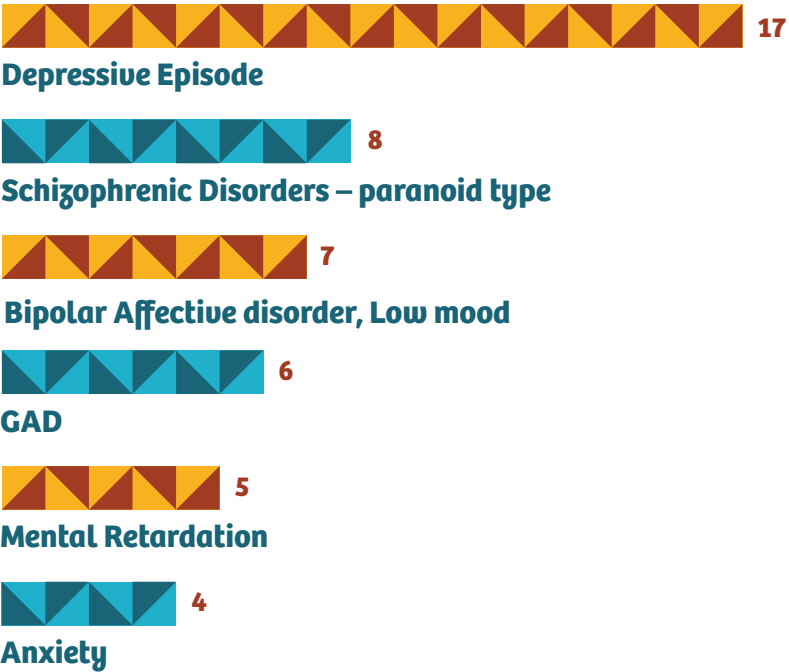 17
Depressive Episode
8
Schizophrenic Disorders – paranoid type
7
Bipolar Affective disorder, Low mood
6
GAD
5
Mental Retardation
4
Anxiety